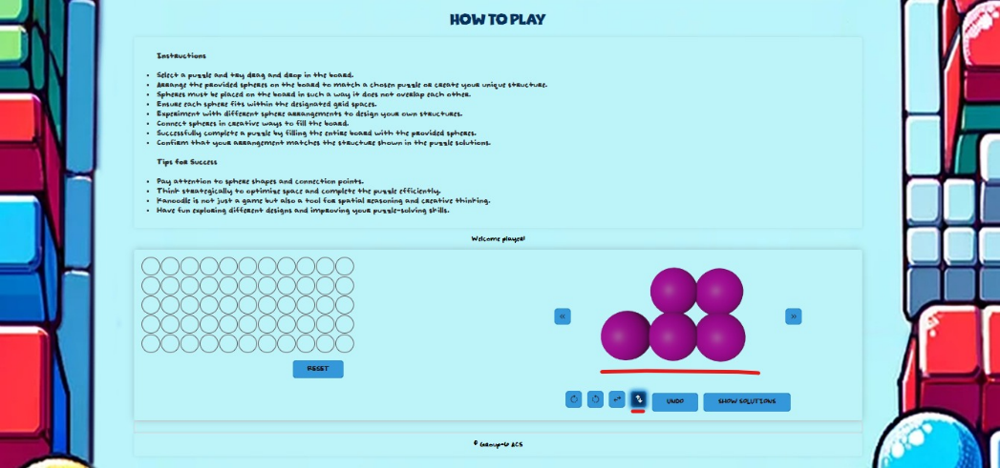 HOW TO PLAY
Instructions
• Select a puzzle and try drag and drop in the board.
• Arrange the provided spheres on the board to match a chosen puzzle or create your unique structure.
• Spheres must be placed on the board in such a way it does not overlap each other.
• Ensure each sphere fits within the designated grid spaces.
• Experiment with different sphere arrangements to design your own structures.
• Connect spheres in creative ways to fill the board.
• Successfully complete a puzzle by filling the entire board with the provided spheres.
• Confirm that your arrangement matches the structure shown in the puzzle solutions.
Tips for Success
• Pay attention to sphere shapes and connection points.
• Think strategically to optimize space and complete the puzzle efficiently.
• Kanoodle is not just a game but also a tool for spatial reasoning and creative thinking.
• Have fun exploring different designs and improving your puzzle-solving skills.
Welcome player!
« »
RESET
UNDO SHOW SOLUTIONS
© Group-G ACS